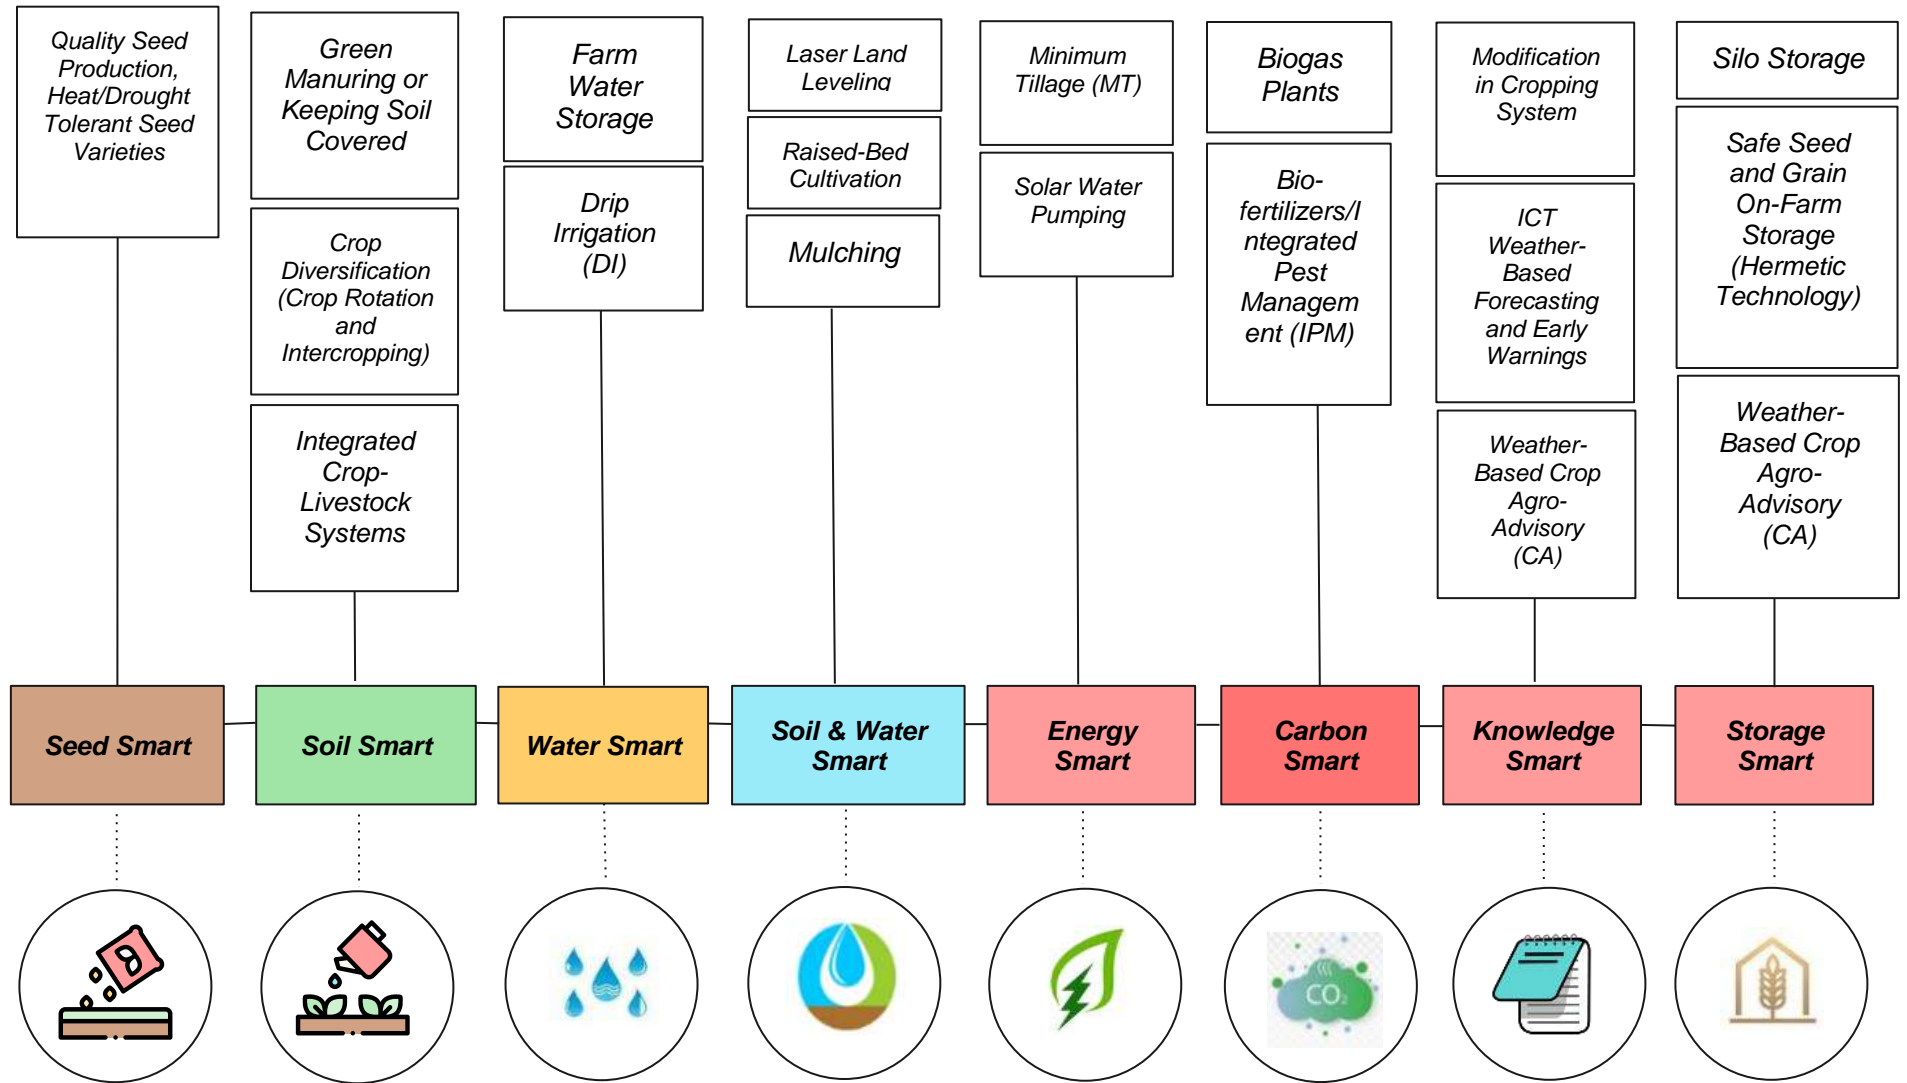 Quality Seed
Production,
Heat/Drought
Tolerant Seed
Varieties
Green
Manuring or
Keeping Soil
Covered
Crop
Diversification
(Crop Rotation
and
Intercropping)
Integrated
Crop-
Livestock
Systems
Farm
Water
Storage
Drip
Irrigation
(DI)
Laser Land
Leveling
Raised-Bed
Cultivation
Mulching
Minimum
Tillage (MT)
Solar Water
Pumping
Biogas
Plants
Bio-
fertilizers/I
ntegrated
Pest
Managem
ent (IPM)
Modification
in Cropping
System
ICT
Weather-
Based
Forecasting
and Early
Warnings
Weather-
Based Crop
Agro-
Advisory
(CA)
Silo Storage
Safe Seed
and Grain
On-Farm
Storage
(Hermetic
Technology)
Weather-
Based Crop
Agro-
Advisory
(CA)
Seed Smart
Soil Smart
Water Smart
Soil & Water
Smart
Energy
Smart
Carbon
Smart
Knowledge
Smart
Storage
Smart
CO₂